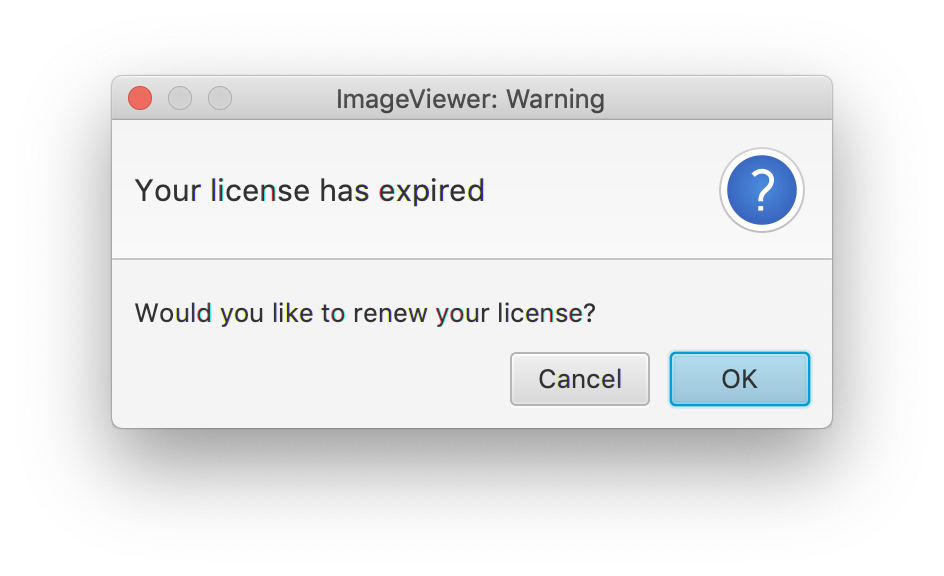 ImageViewer: Warning
Your license has expired
?
Would you like to renew your license?
Cancel OK